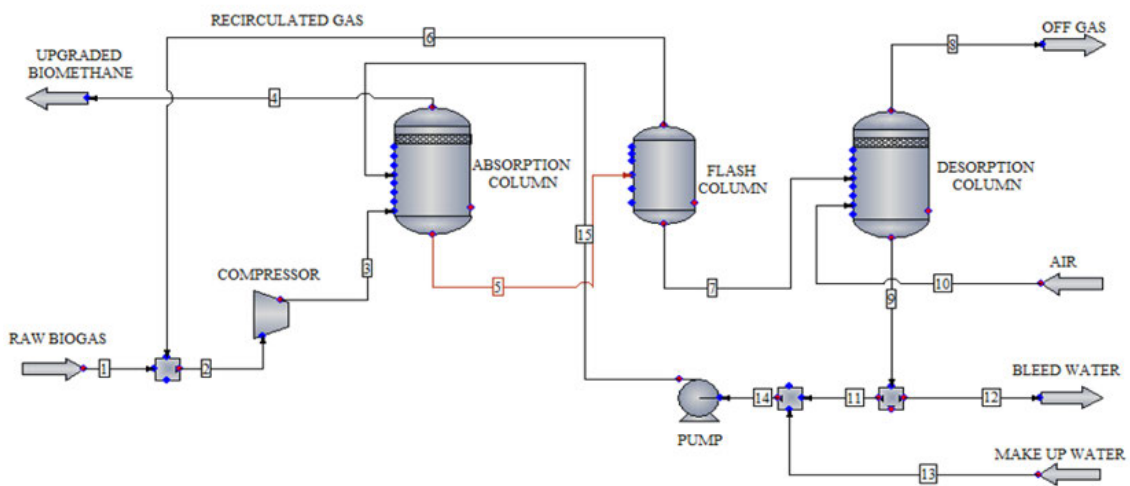 RECIRCULATED GAS
6
8
OFF GAS
UPGRADED
BIOMETHANE
4
ABSORPTION
COLUMN
FLASH
COLUMN
DESORPTION
COLUMN
15
3
5
7
9
10
AIR
COMPRESSOR
RAW BIOGAS
1
2
PUMP
14
11
12
BLEED WATER
13
MAKE UP WATER